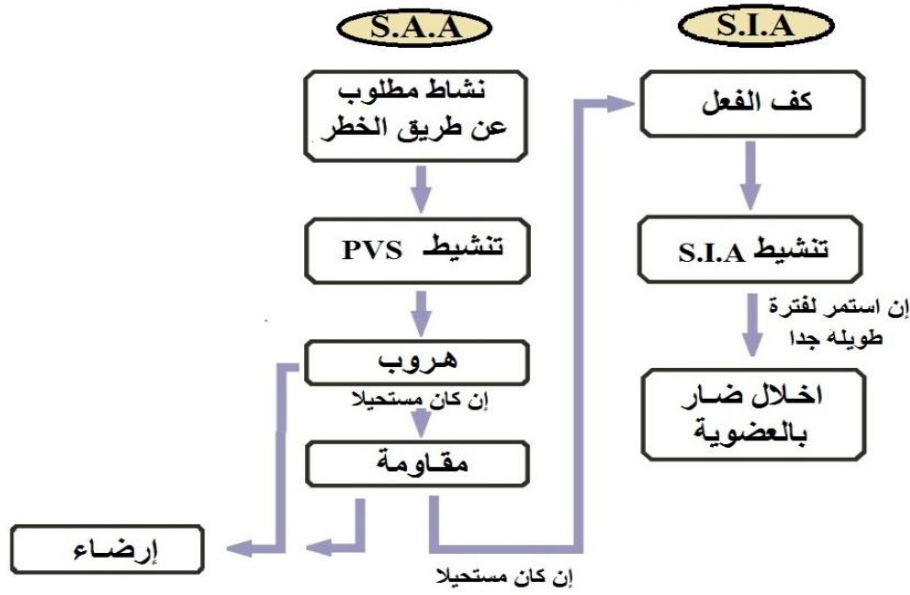 S.A.A
نشاط مطلوب
عن طريق الخطر
تنشيط PVS
هروب
إن كان مستحيلا
مقاومة
إرضاء
إن كان مستحيلا
S.I.A
كف الفعل
تنشيط S.I.A
إن استمر لفترة
طويلة جدا
اخلال ضار
بالعضوية